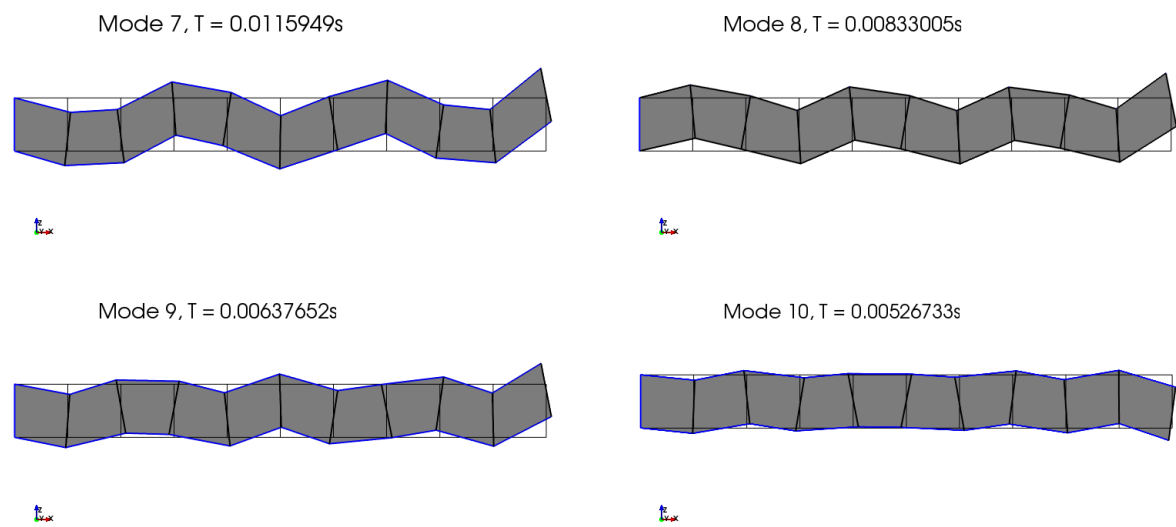 Mode 7, T = 0.0115949s
Mode 8, T = 0.00833005s
Z
Y X
Z
Y X
Mode 9, T = 0.00637652s
Mode 10, T = 0.00526733s
Z
Y X
Z
Y X